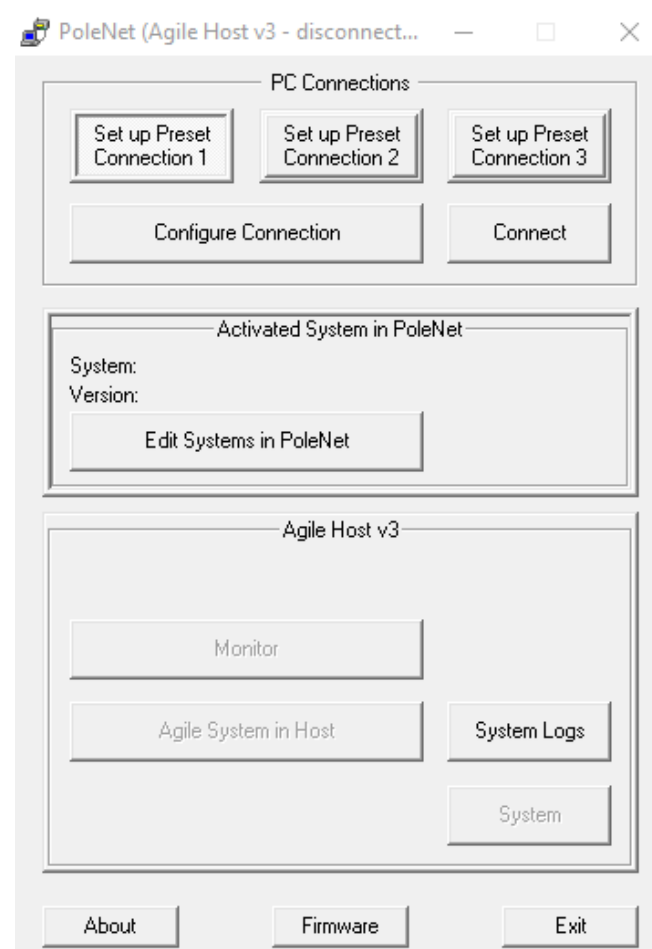 PoleNet (Agile Host v3 - disconnect...
PC Connections
Set up Preset
Connection 1
Set up Preset
Connection 2
Set up Preset
Connection 3
Configure Connection
Connect
Activated System in PoleNet
System:
Version:
Edit Systems in PoleNet
Agile Host v3
Monitor
Agile System in Host
System Logs
System
About
Firmware
Exit